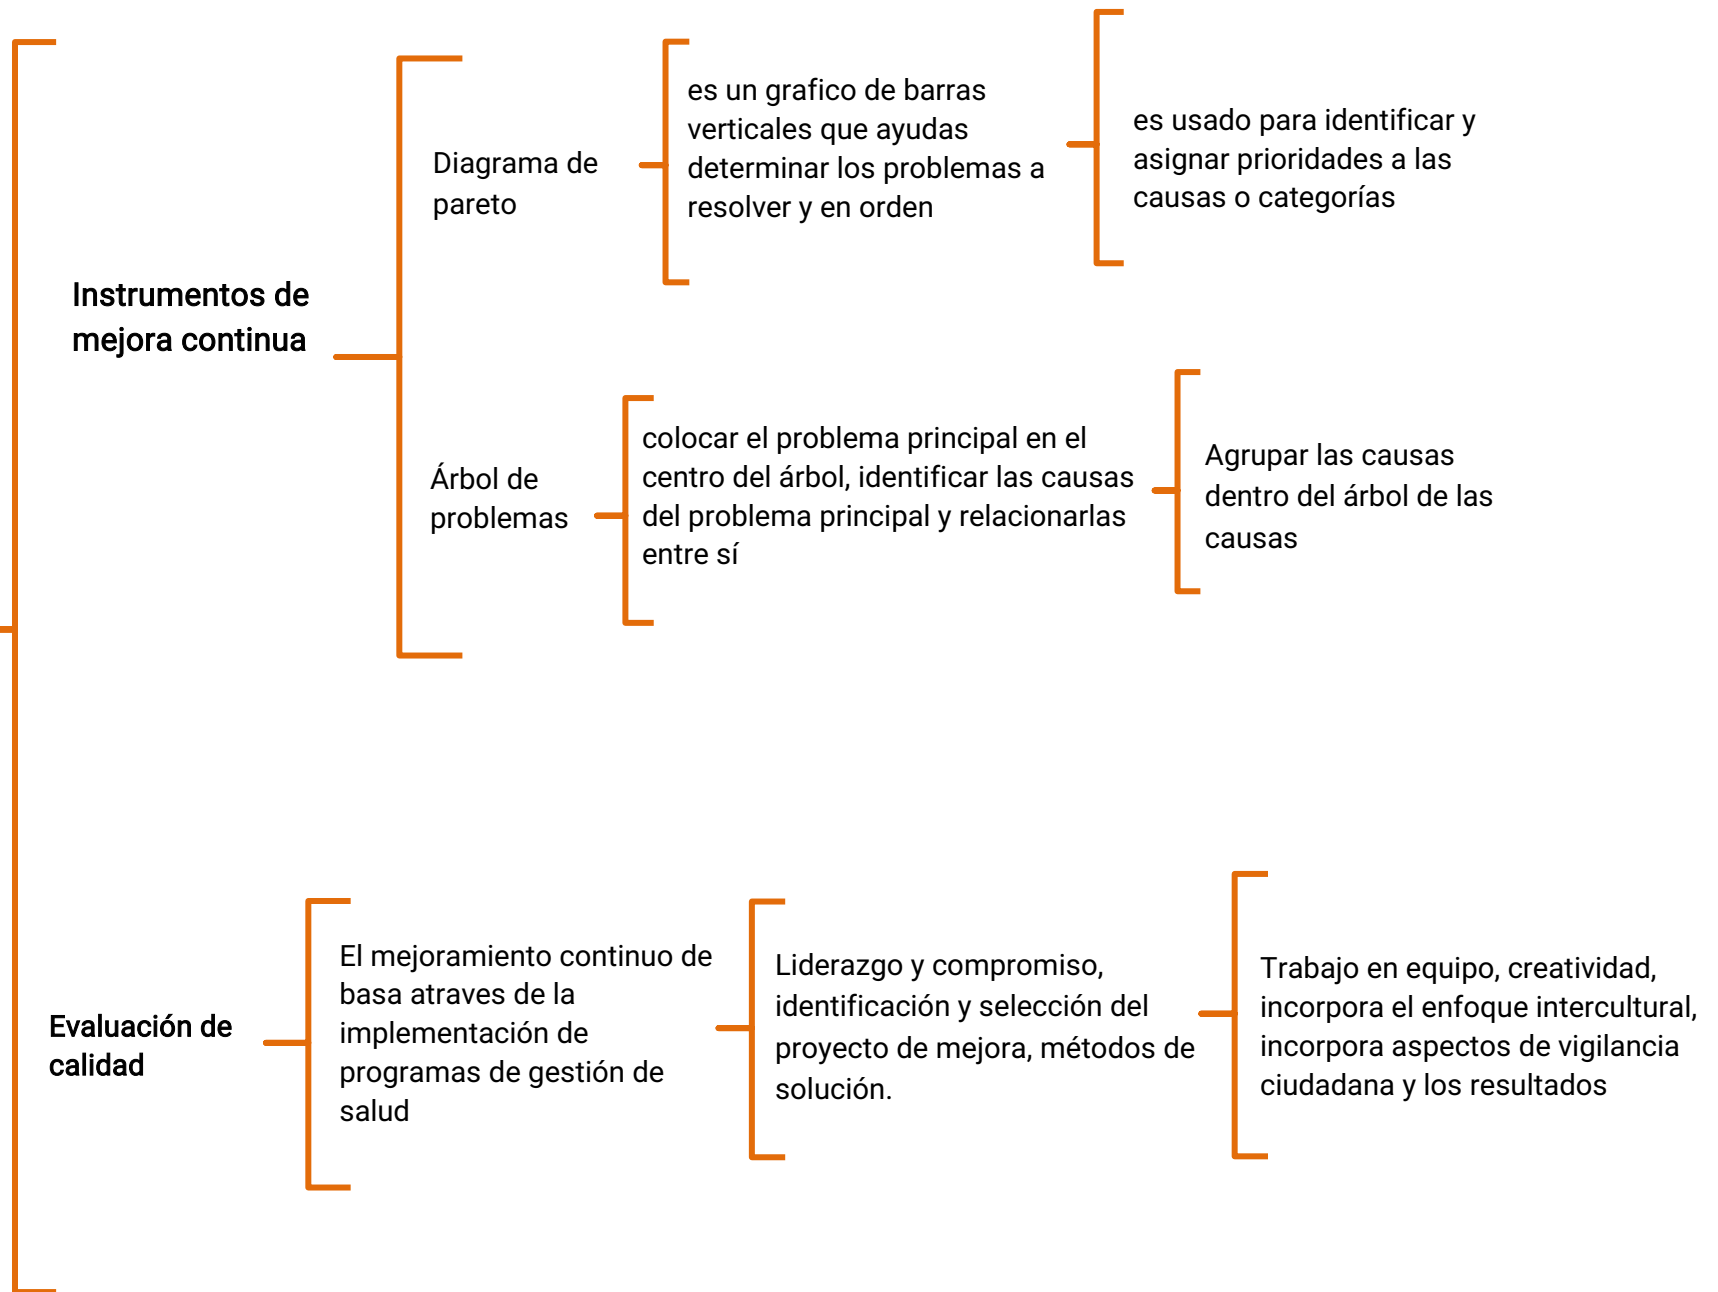 Instrumentos de
mejora continua
Diagrama de
pareto
es un grafico de barras
verticales que ayudas
determinar los problemas a
resolver y en orden
es usado para identificar y
asignar prioridades a las
causas o categorías
Árbol de
problemas
colocar el problema principal en el
centro del árbol, identificar las causas
del problema principal y relacionarlas
entre sí
Agrupar las causas
dentro del árbol de las
causas
Evaluación de
calidad
El mejoramiento continuo de
basa atraves de la
implementación de
programas de gestión de
salud
Liderazgo y compromiso,
identificación y selección del
proyecto de mejora, métodos de
solución.
Trabajo en equipo, creatividad,
incorpora el enfoque intercultural,
incorpora aspectos de vigilancia
ciudadana y los resultados